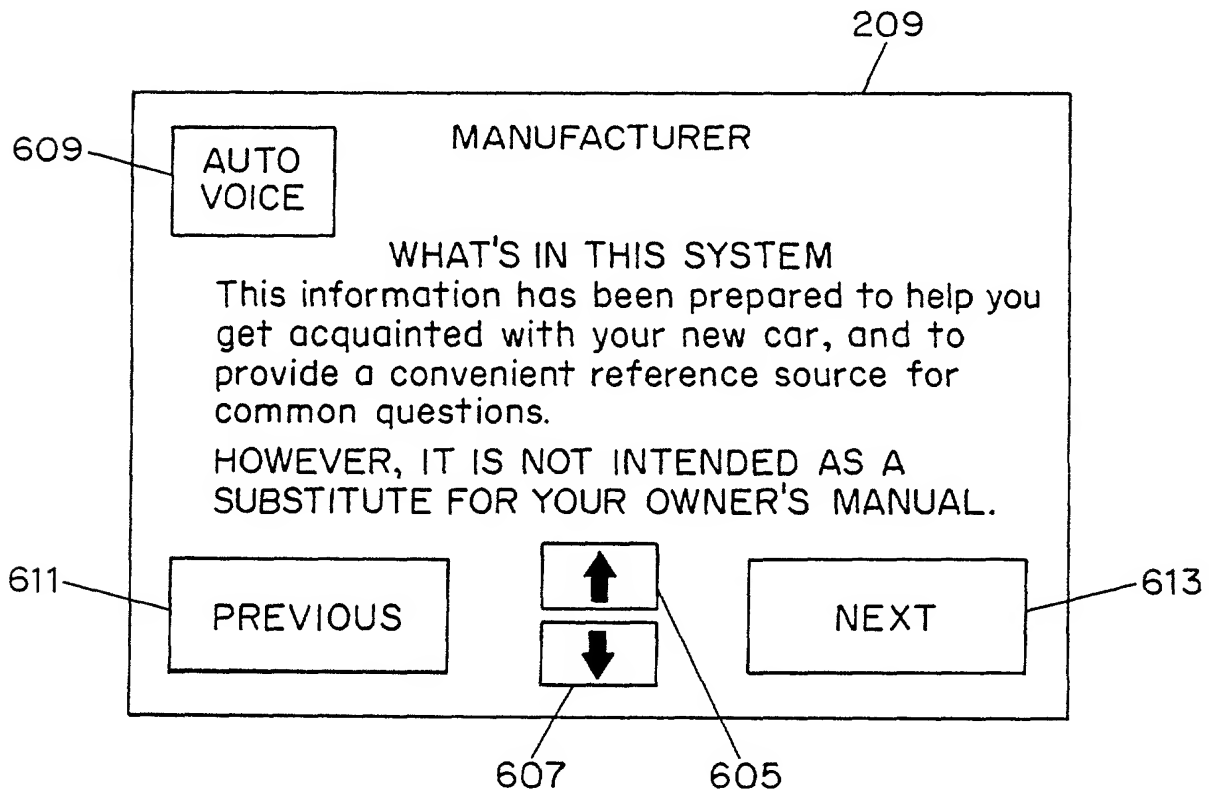 209
MANUFACTURER
609
AUTO
VOICE
WHAT'S IN THIS SYSTEM
This information has been prepared to help you
get acquainted with your new car, and to
provide a convenient reference source for
common questions.
HOWEVER, IT IS NOT INTENDED AS A
SUBSTITUTE FOR YOUR OWNER'S MANUAL.
611
PREVIOUS
NEXT
613
607
605